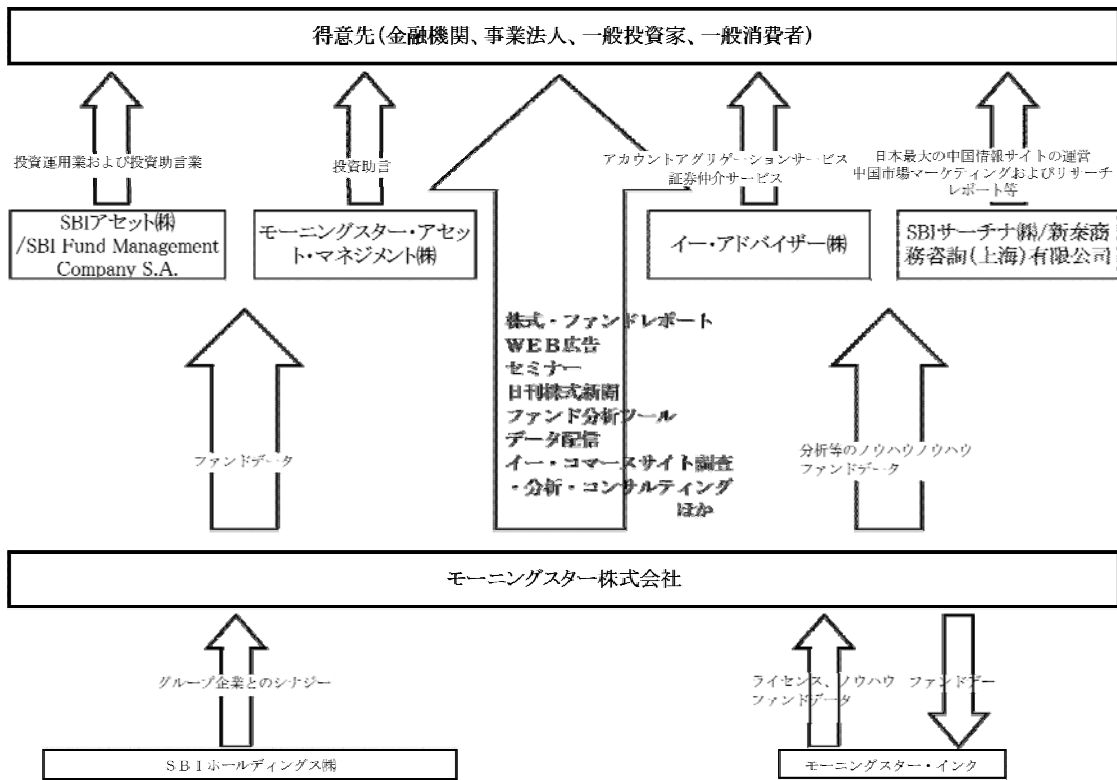 得意先(金融機関、事業法人、一般投資家、一般消費者)
投資運用業および投資助言業
投資助言
アカウントアグリゲーションサービス
証券仲介サービス
日本最大の中国情報サイトの運営
中国市場マーケティングおよびリサーチ
レポート等
SBIアセット㈱
/SBI Fund Management
Company S.A.
モーニングスター・アセッ
ト・マネジメント㈱
イー・アドバイザー㈱
SBIサーチナ㈱/新秦商
務咨詢(上海)有限公司
株式・ファンドレポート
WEB広告
セミナー
日刊株式新聞
ファンド分析ツール
データ配信
イー・コマースサイト調査
・分析・コンサルティング
ほか
ファンドデータ
分析等のノウハウノウハウ
ファンドデータ
モーニングスター株式会社
グループ企業とのシナジー
ライセンス、ノウハウ
ファンドデータ
ファンドデー
SBIホールディングス㈱
モーニングスター・インク